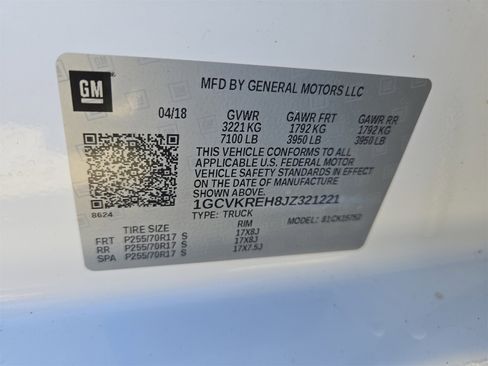 GM
MFD BY GENERAL MOTORS LLC
04/18 GVWR GAWR FRT GAWR RR
3221 KG 1792 KG 1792 KG
7100 LB 3950 LB 3950 LB
THIS VEHICLE CONFORMS TO ALL
APPLICABLE U.S. FEDERAL MOTOR
VEHICLE SAFETY STANDARDS IN EFFECT
ON THE DATE OF MANUFACTURE
SHOWN ABOVE.
8624
1GCVKREH8JZ321221
TYPE: TRUCK MODEL:
TIRE SIZE RIM
FRT P255/70R17 S 17X8J
RR P255/70R17 S 17X8J
SPA P255/70R17 S 17X7.5J